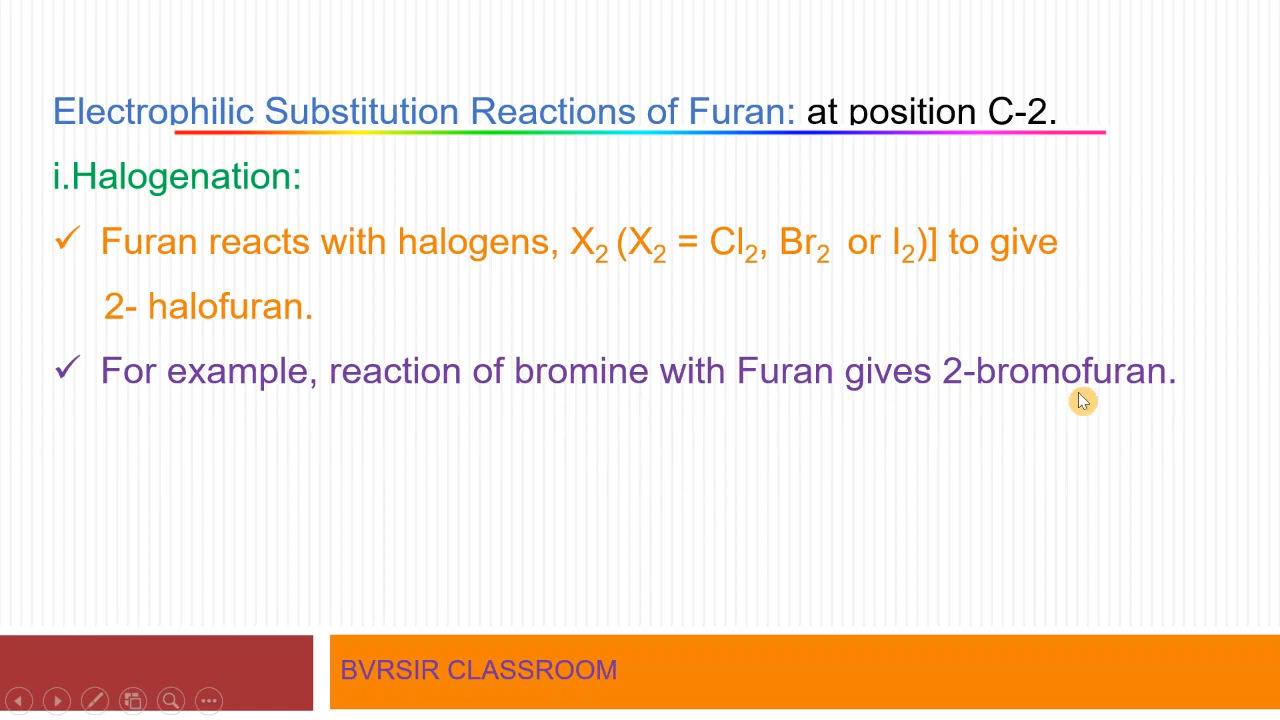 Electrophilic Substitution Reactions of Furan: at position C-2.
i.Halogenation:
✓ Furan reacts with halogens, X₂ (X₂ = Cl₂, Br₂ or I₂)] to give
2- halofuran.
✓ For example, reaction of bromine with Furan gives 2-bromofuran.
BVRSIR CLASSROOM